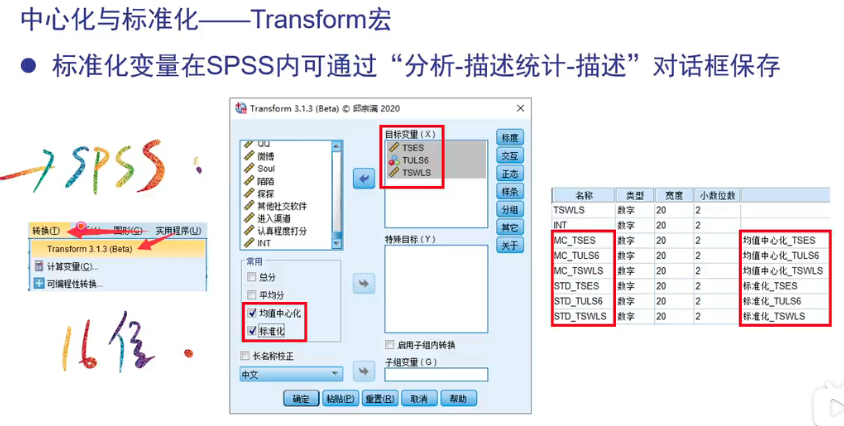 中心化与标准化——Transform宏
● 标准化变量在SPSS内可通过“分析-描述统计-描述”对话框保存
→SPSS:
转换(T) 图形(G) 实用程序(U)
Transform 3.1.3 (Beta)
计算变量(C)...
可编程性转换...
16倍.
Transform 3.1.3 (Beta) © 邱宗满 2020
QQ
微博
Soul
陌陌
探探
其他社交软件
进入渠道
认真程度打分
INT
常用
总分
平均分
均值中心化
标准化
长名称校正
中文
目标变量(X)
TSES
TULS6
TSWLS
特殊目标(Y)
启用子组内转换
子组变量(G)
标度
交互
正态
样条
分组
其它
关于
确定 粘贴(P) 重置(R) 取消 帮助
名称 类型 宽度 小数位数
TSWLS 数字 20 2
INT 数字 20 2
MC_TSES 数字 20 2 均值中心化_TSES
MC_TULS6 数字 20 2 均值中心化_TULS6
MC_TSWLS 数字 20 2 均值中心化_TSWLS
STD_TSES 数字 20 2 标准化_TSES
STD_TULS6 数字 20 2 标准化_TULS6
STD_TSWLS 数字 20 2 标准化_TSWLS